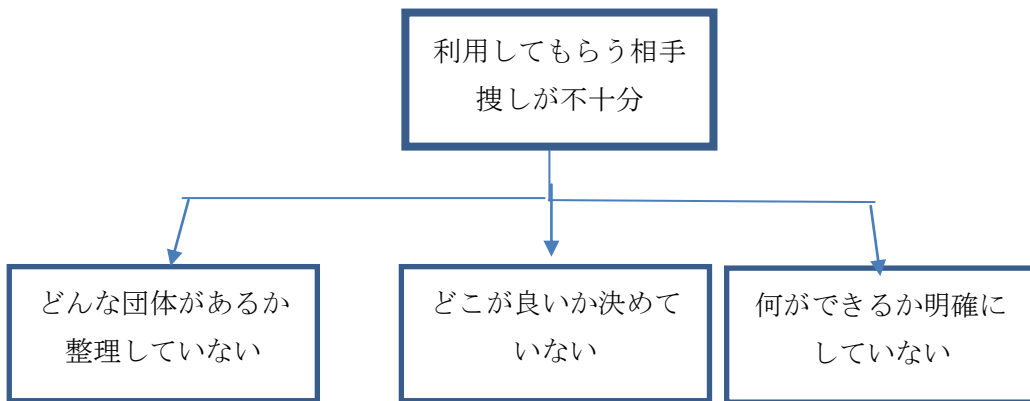 利用してもらう相手
捜しが不十分
どんな団体があるか
整理していない
どこが良いか決めて
いない
何ができるか明確に
していない